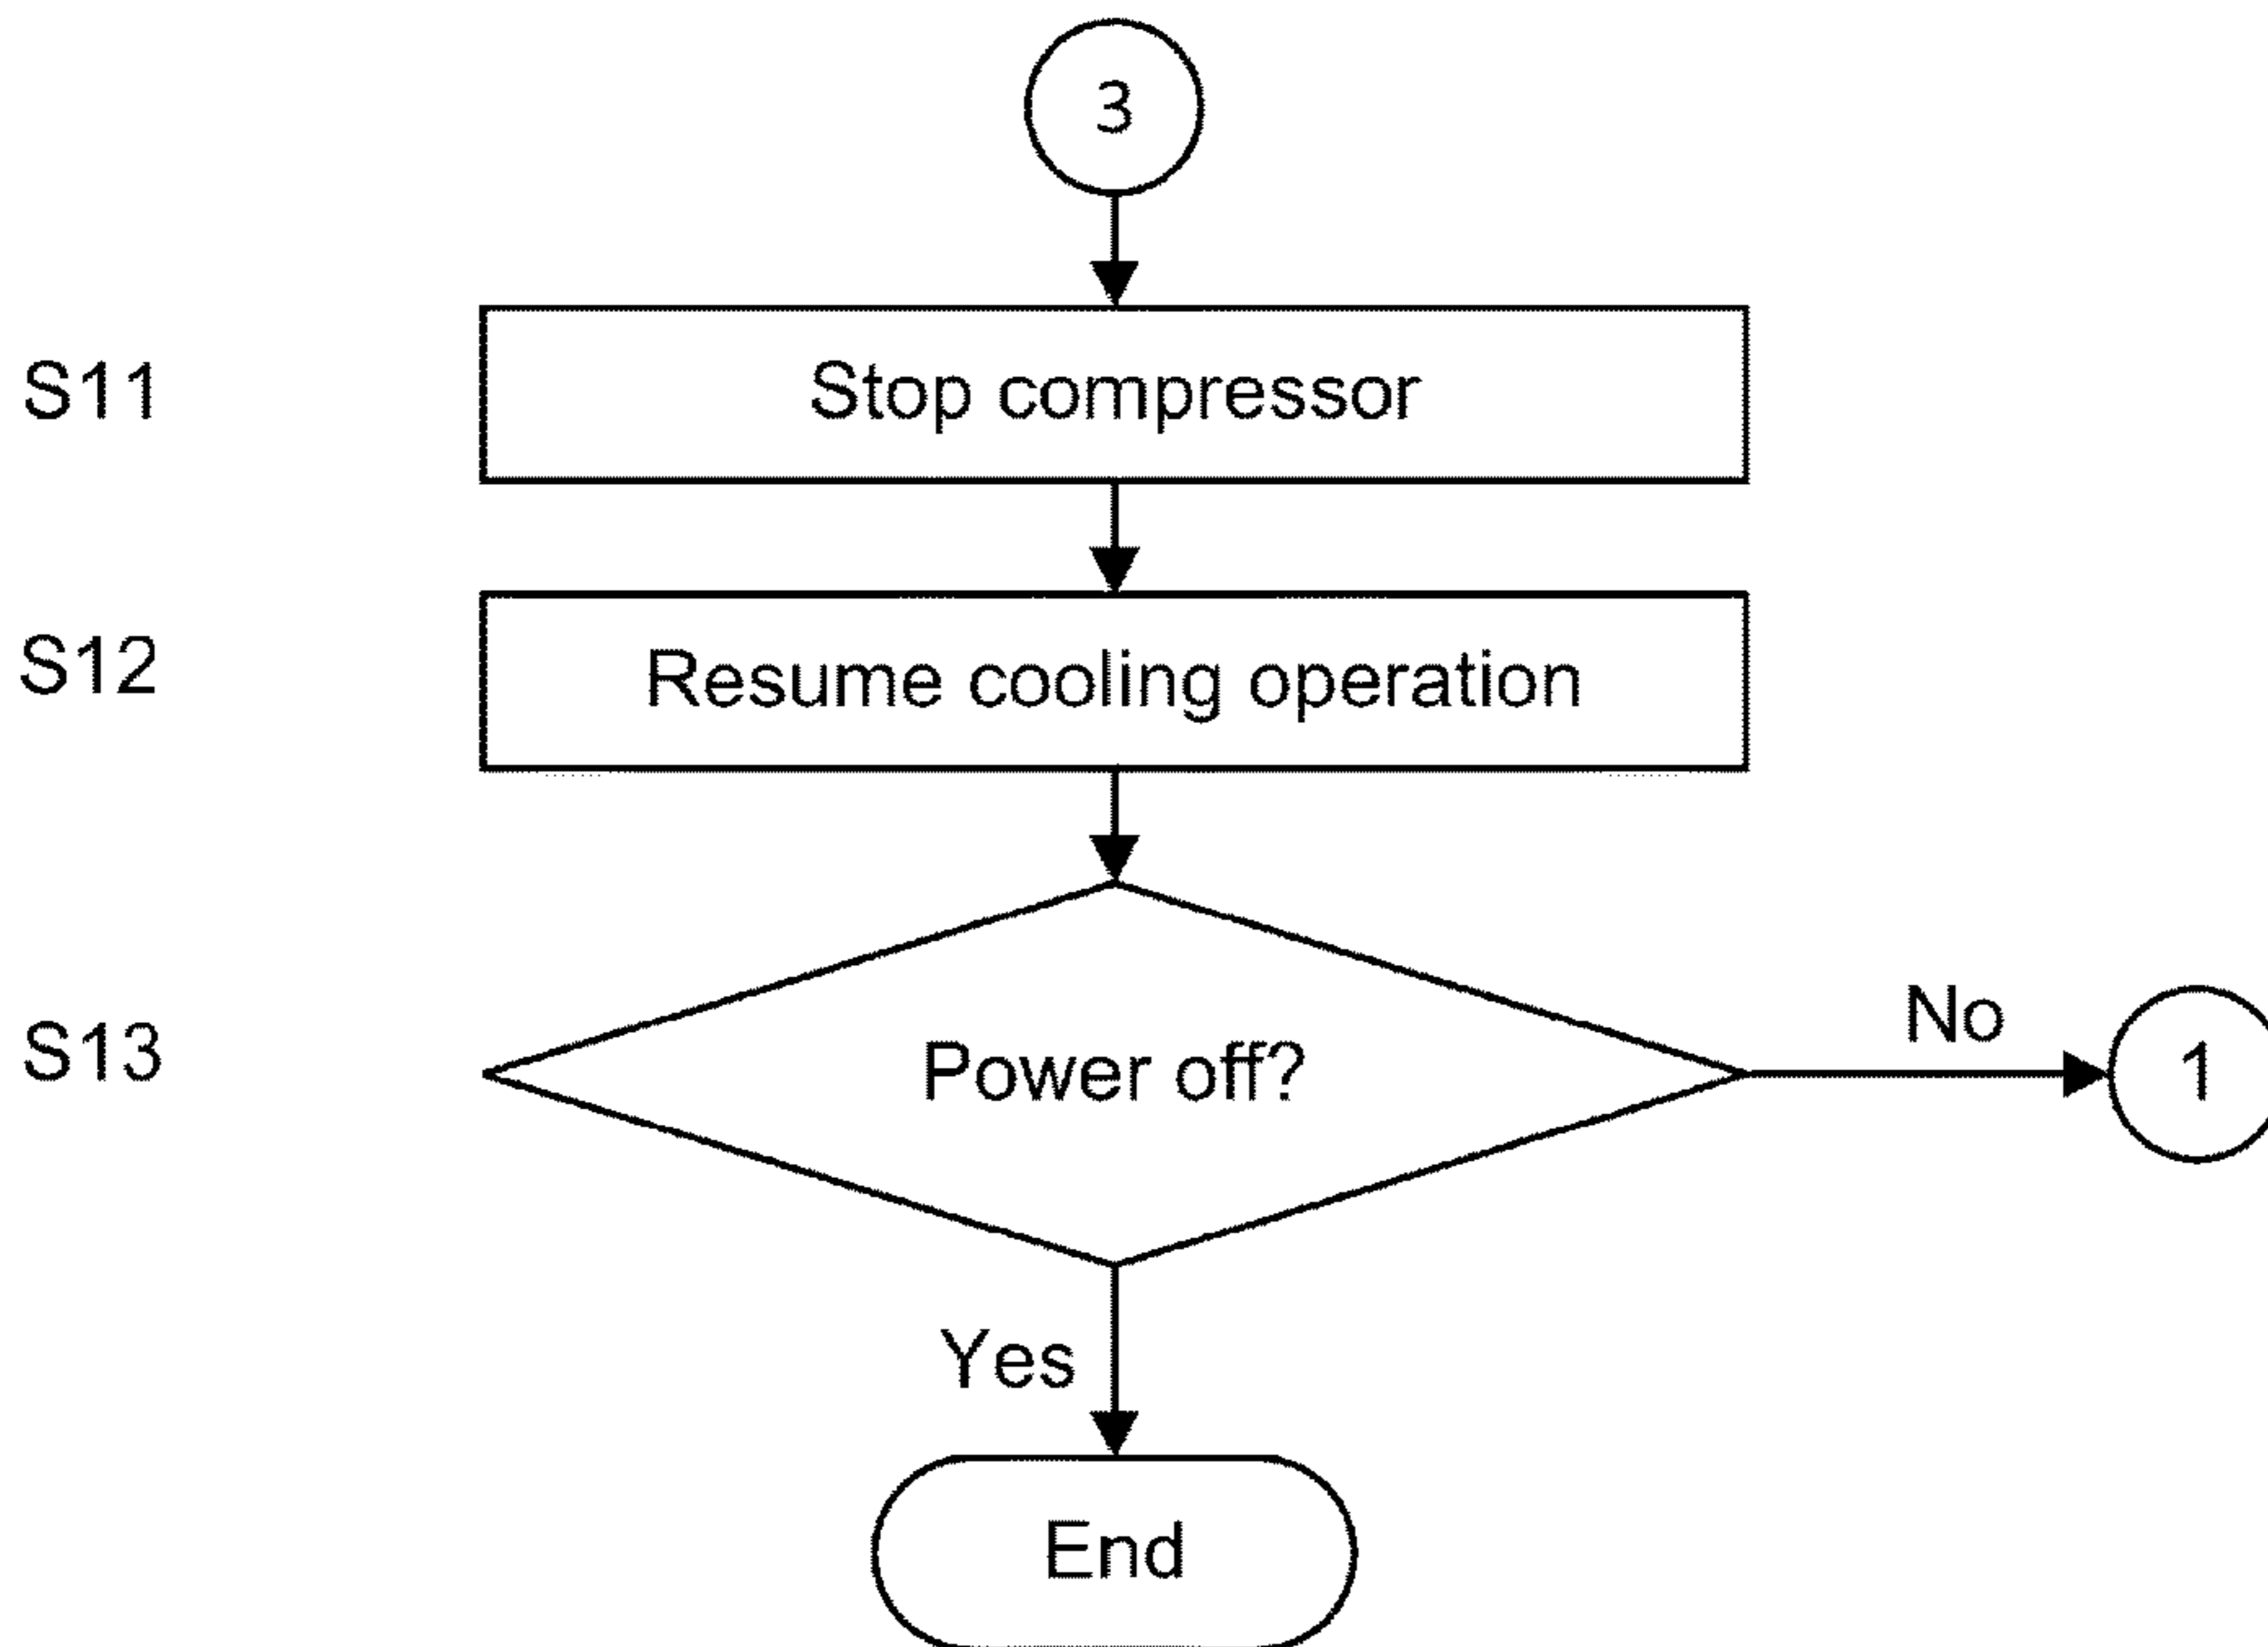 3
S11
Stop compressor
S12
Resume cooling operation
S13
Power off?
No
1
Yes
End